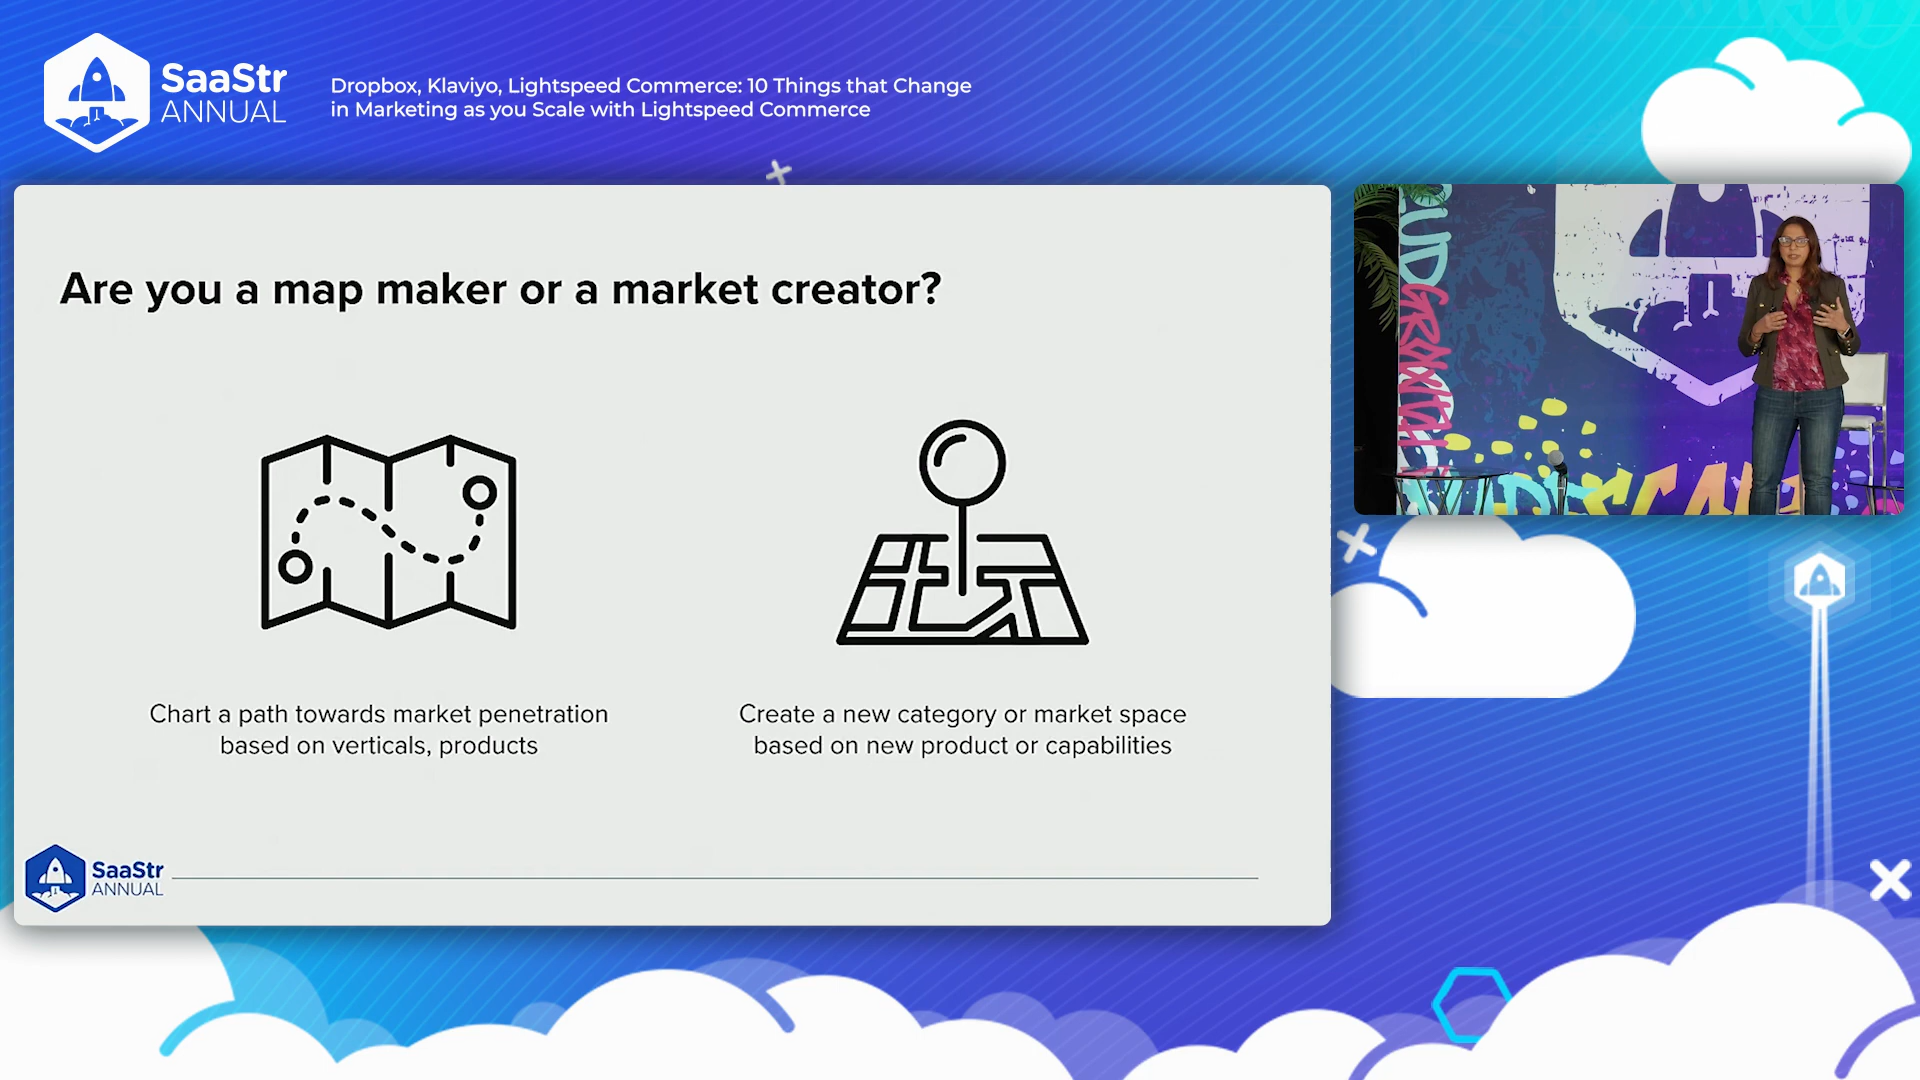 SaaStr
ANNUAL
Dropbox, Klaviyo, Lightspeed Commerce: 10 Things that Change
in Marketing as you Scale with Lightspeed Commerce
Are you a map maker or a market creator?
Chart a path towards market penetration
based on verticals, products
Create a new category or market space
based on new product or capabilities
SaaStr
ANNUAL